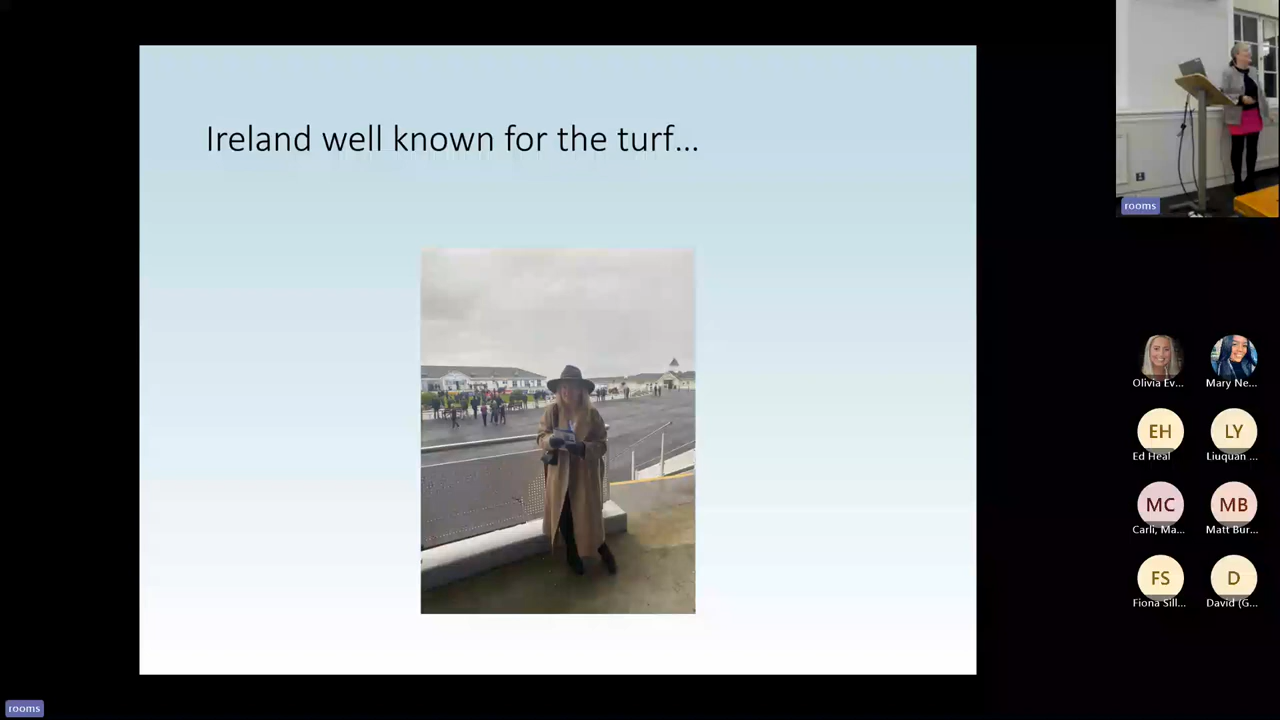 Ireland well known for the turf...
rooms
Olivia Ev...
Mary Ne...
EH
LY
Ed Heal
Liuquan ...
MC
MB
Carli, Ma...
Matt Bur...
FS
D
Fiona Sill...
David (G...
rooms